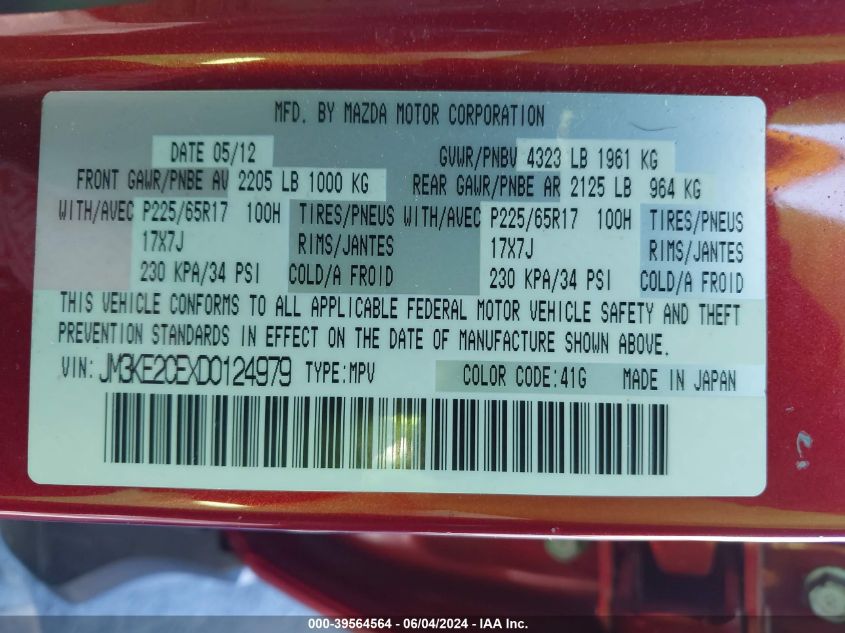 MFD. BY MAZDA MOTOR CORPORATION
DATE 05/12 GVWR/PNBV 4323 LB 1961 KG
FRONT GAWR/PNBE AV 2205 LB 1000 KG REAR GAWR/PNBE AR 2125 LB 964 KG
WITH/AVEC P225/65R17 100H TIRES/PNEUS WITH/AVEC P225/65R17 100H TIRES/PNEUS
17X7J RIMS/JANTES 17X7J RIMS/JANTES
230 KPA/34 PSI COLD/A FROID 230 KPA/34 PSI COLD/A FROID
THIS VEHICLE CONFORMS TO ALL APPLICABLE FEDERAL MOTOR VEHICLE SAFETY AND THEFT
PREVENTION STANDARDS IN EFFECT ON THE DATE OF MANUFACTURE SHOWN ABOVE.
VIN: JM3KE2CEXD0124979 TYPE:MPV COLOR CODE:41G MADE IN JAPAN
000-39564564 - 06/04/2024 - IAA Inc.